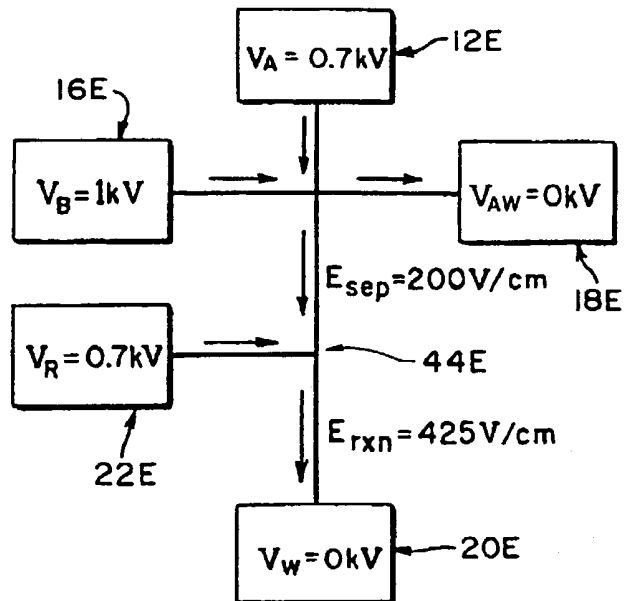 V_A = 0.7kV
12E
16E
V_B = 1kV
V_AW = 0kV
18E
E_sep = 200V/cm
V_R = 0.7kV
44E
22E
E_rxn = 425V/cm
V_W = 0kV
20E